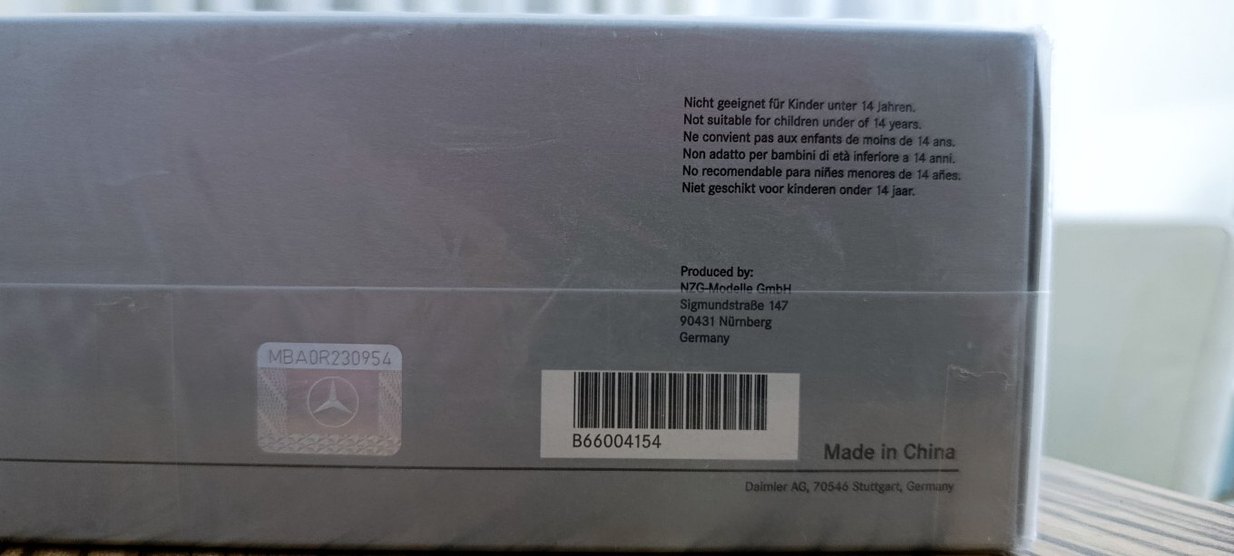 Nicht geeignet für Kinder unter 14 Jahren.
Not suitable for children under of 14 years.
Ne convient pas aux enfants de moins de 14 ans.
Non adatto per bambini di età inferiore a 14 anni.
No recomendable para niñes menores de 14 añes.
Niet geschikt voor kinderen onder 14 jaar.
Produced by:
NZG-Modelle GmbH
Sigmundstraße 147
90431 Nürnberg
Germany
MBA0R230954
B66004154
Made in China
Daimler AG, 70546 Stuttgart, Germany